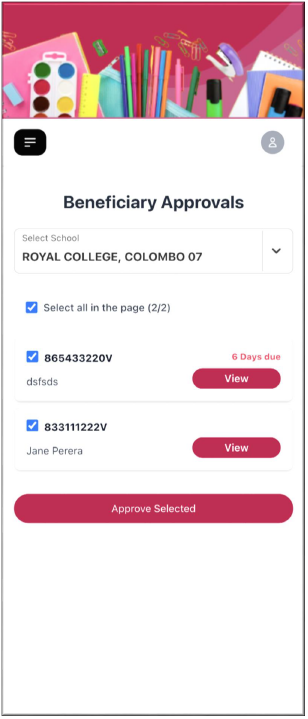 Beneficiary Approvals
Select School
ROYAL COLLEGE, COLOMBO 07
Select all in the page (2/2)
865433220V
6 Days due
dsfsds
View
833111222V
Jane Perera
View
Approve Selected